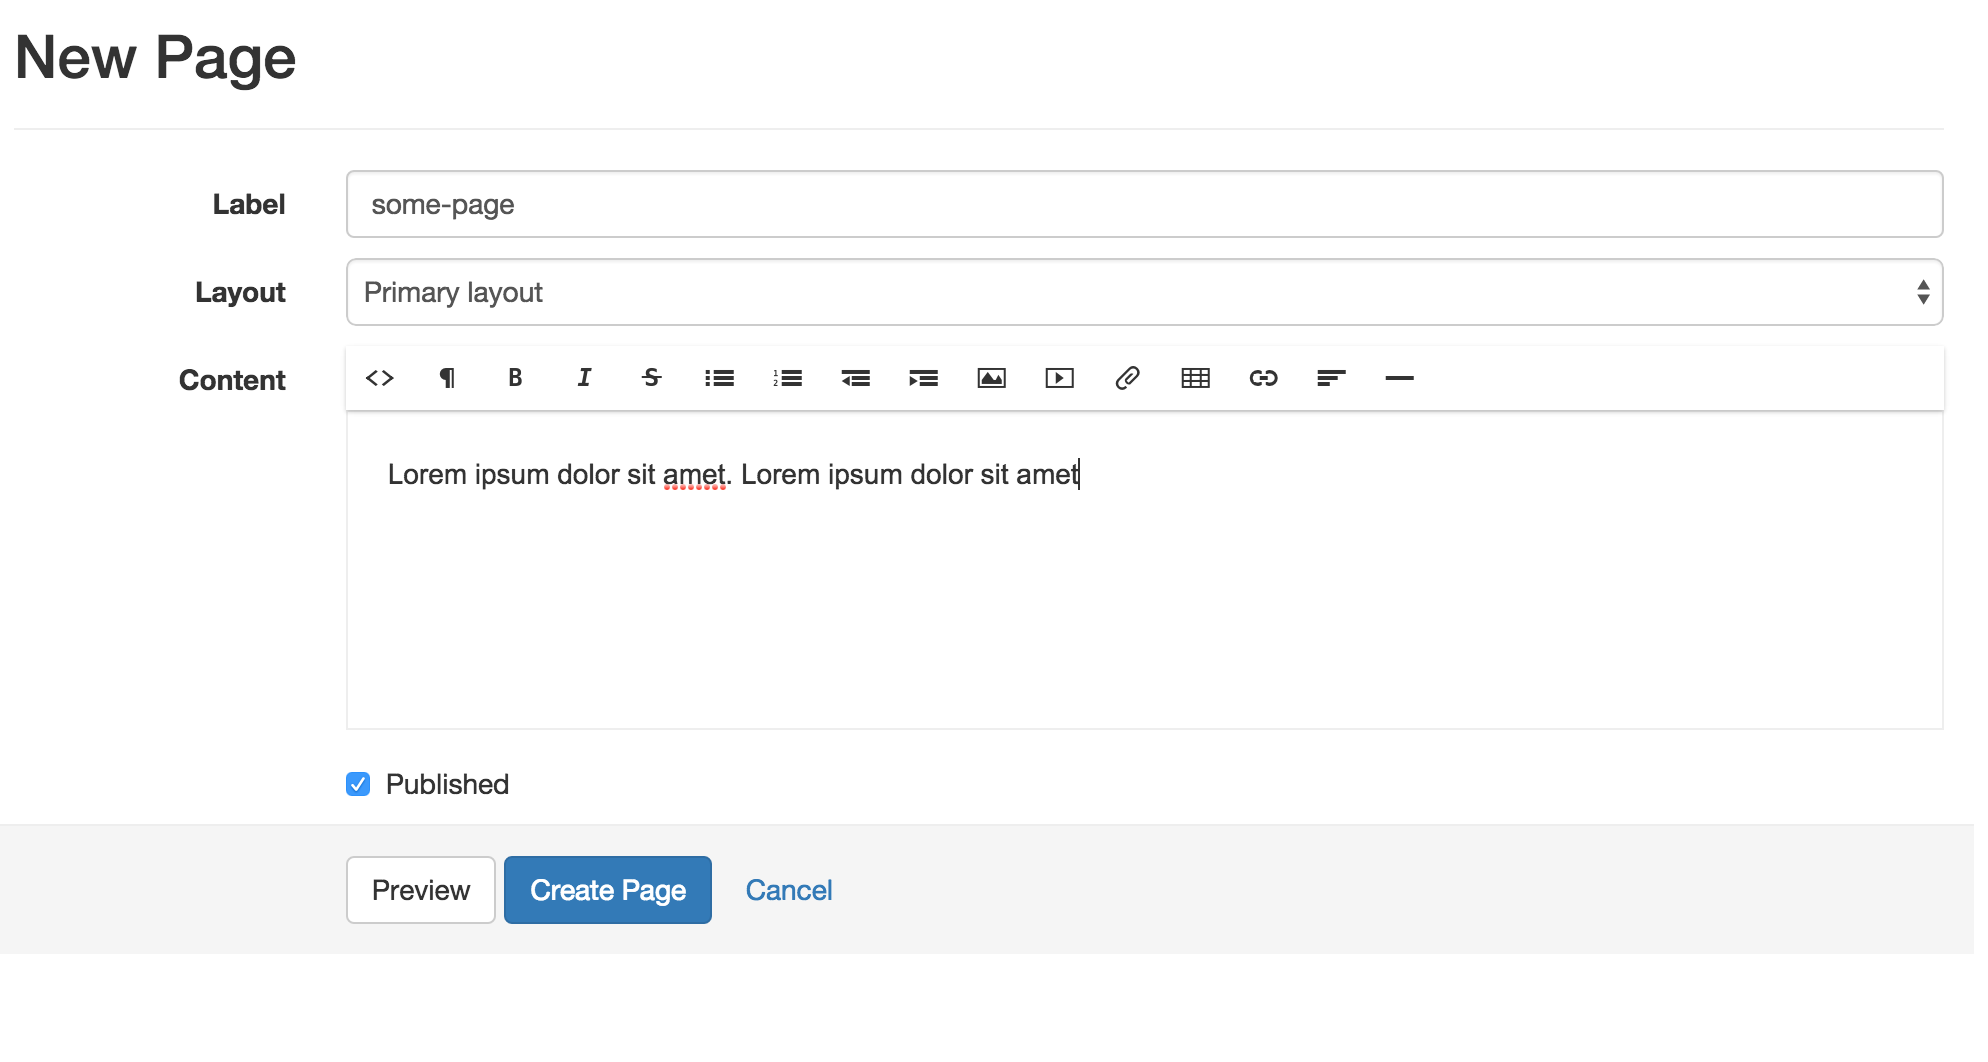 New Page
Label
some-page
Layout
Primary layout
Content
B I S
Lorem ipsum dolor sit amet. Lorem ipsum dolor sit amet
Published
Preview Create Page Cancel